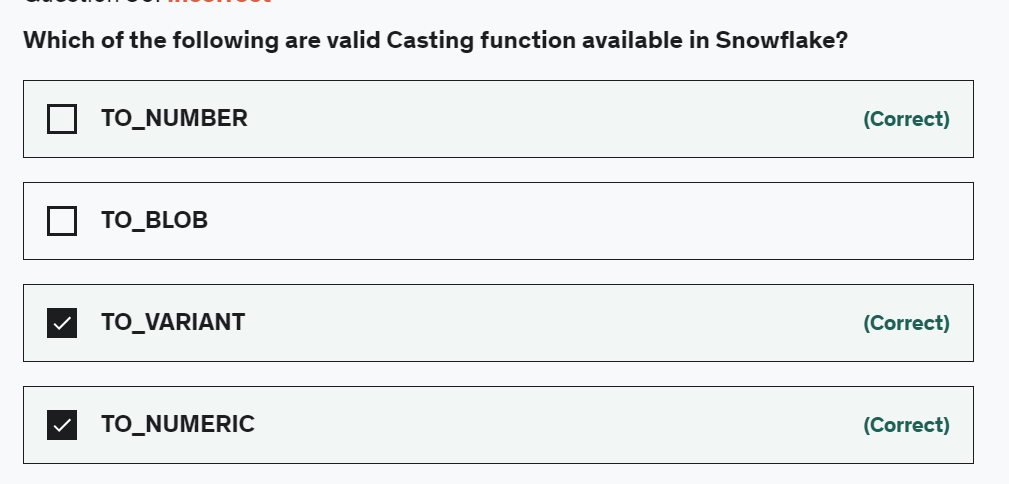 Which of the following are valid Casting function available in Snowflake?
TO_NUMBER (Correct)
TO_BLOB
TO_VARIANT (Correct)
TO_NUMERIC (Correct)